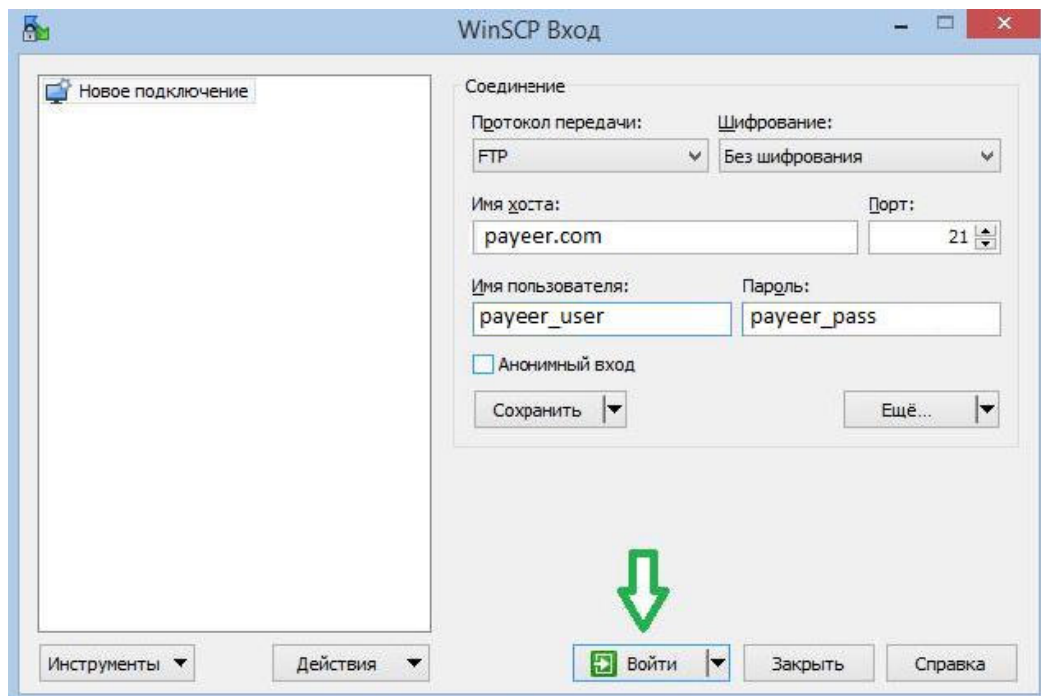 WinSCP Вход
Новое подключение
Соединение
Протокол передачи:
Шифрование:
FTP
Без шифрования
Имя хоста:
Порт:
payeer.com
21
Имя пользователя:
Пароль:
payeer_user
payeer_pass
Анонимный вход
Сохранить
Ещё...
Инструменты
Действия
Войти
Закрыть
Справка